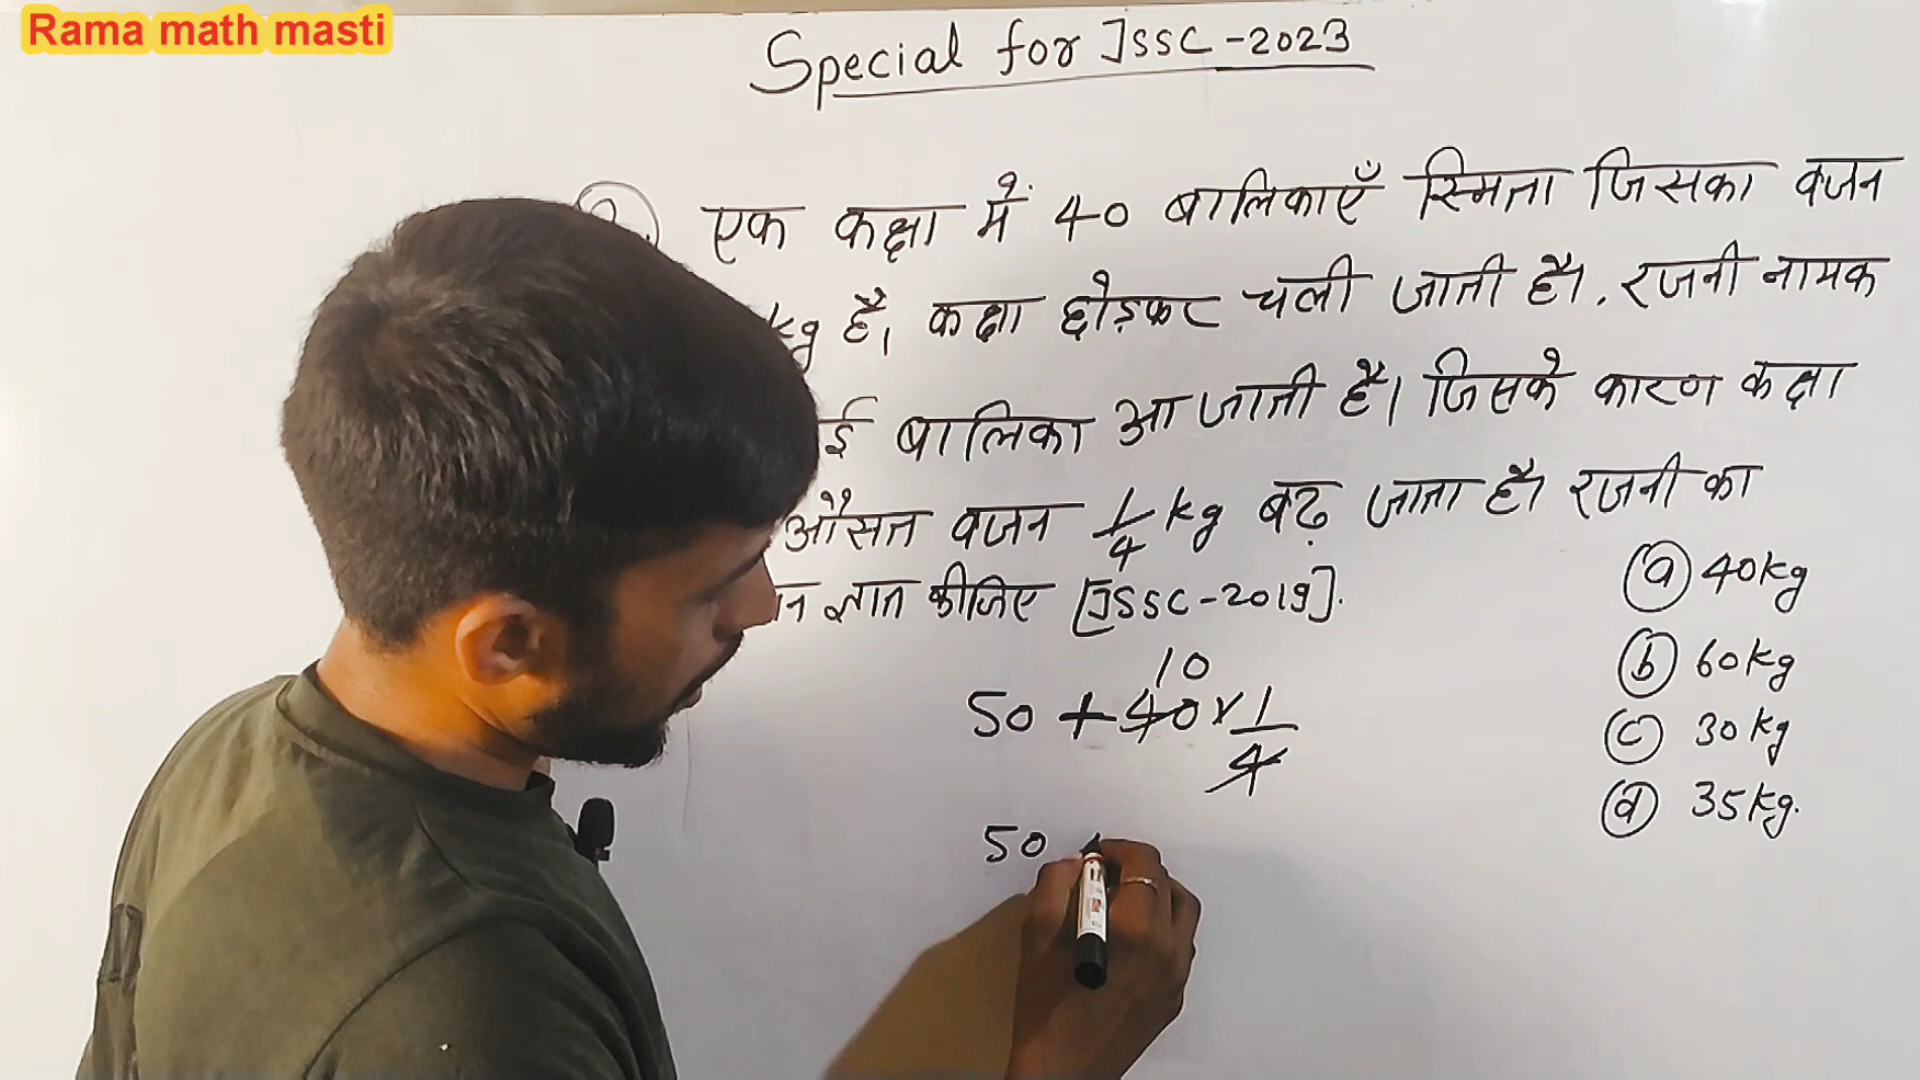 Rama math masti
Special for JSSC-2023
एक कक्षा में 40 बालिकाएँ स्मिता जिसका वजन
kg है, कक्षा छोड़कर चली जाती है। रजनी नामक
बालिका आ जाती है। जिसके कारण कक्षा
औसत वजन 1/4 kg बढ़ जाता है। रजनी का
ज्ञात कीजिए [JSSC-2019].
(a) 40kg
(b) 60kg
(c) 30kg
(d) 35kg.
10
50 + 40 × 1/4
50